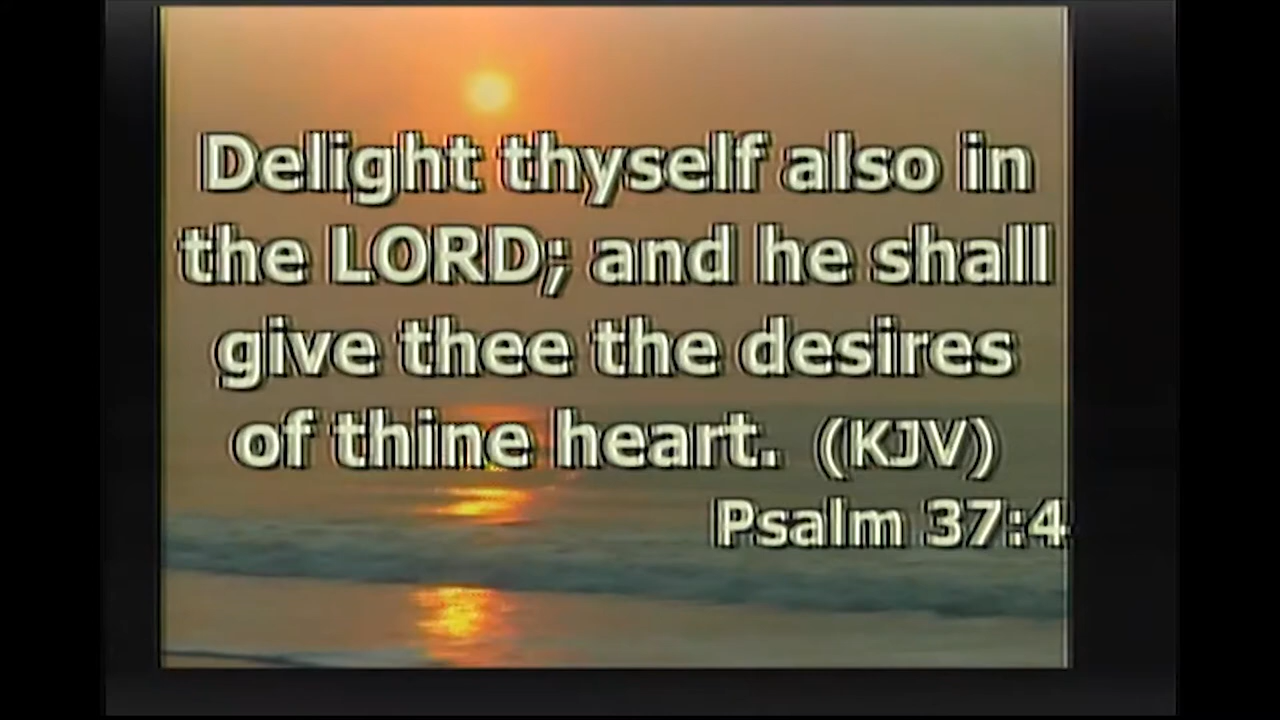 Delight thyself also in
the LORD; and he shall
give thee the desires
of thine heart. (KJV)
Psalm 37:4